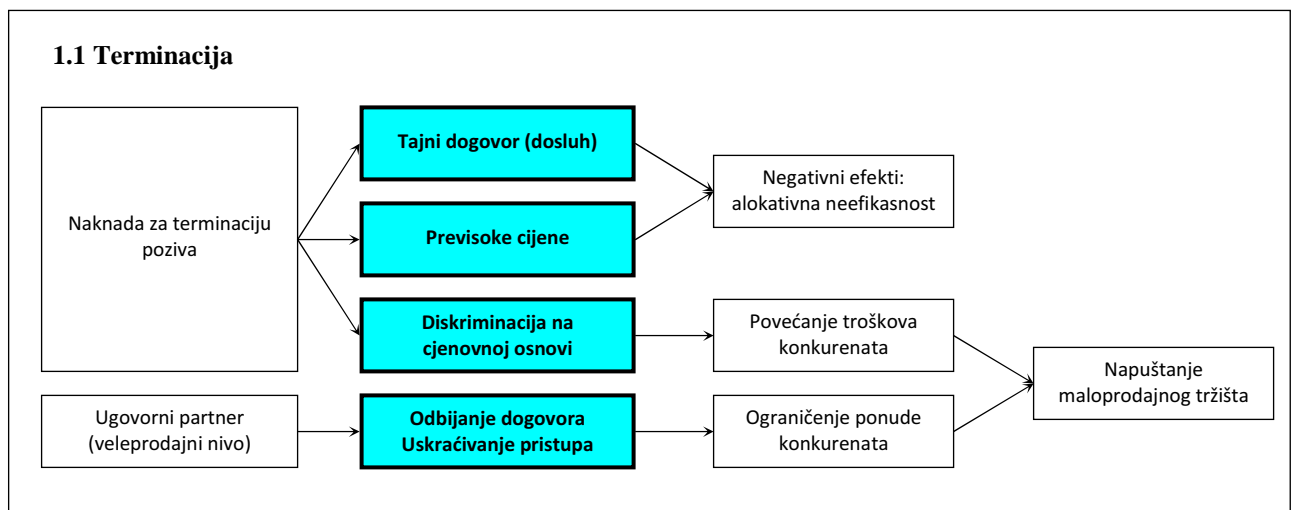 1.1 Terminacija
Naknada za terminaciju
poziva
Tajni dogovor (dosluh)
Previsoke cijene
Negativni efekti:
alokativna neefikasnost
Diskriminacija na
cjenovnoj osnovi
Povećanje troškova
konkurenata
Napuštanje
maloprodajnog tržišta
Ugovorni partner
(veleprodajni nivo)
Odbijanje dogovora
Uskraćivanje pristupa
Ograničenje ponude
konkurenata